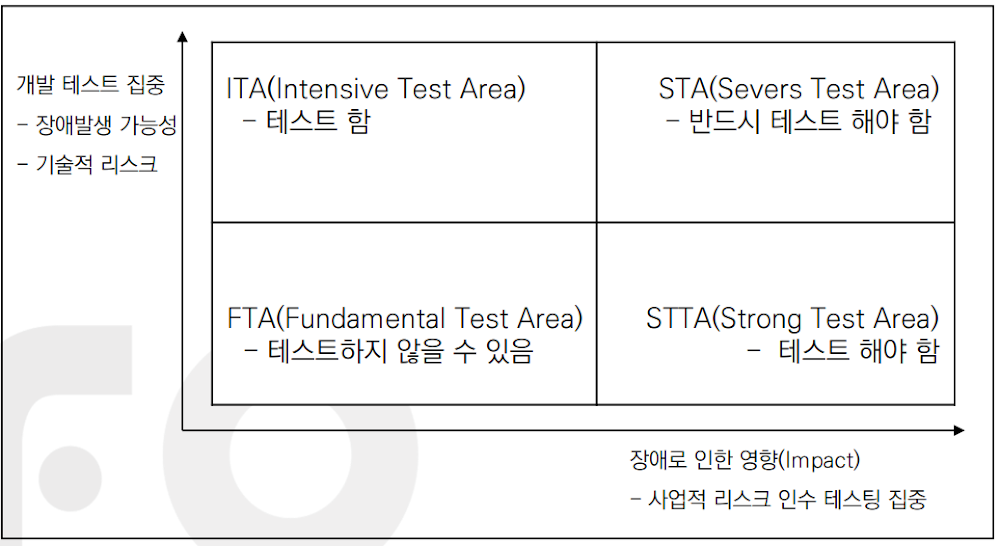 개발 테스트 집중
- 장애발생 가능성
- 기술적 리스크
ITA(Intensive Test Area)
- 테스트 함
STA(Severs Test Area)
- 반드시 테스트 해야 함
FTA(Fundamental Test Area)
- 테스트하지 않을 수 있음
STTA(Strong Test Area)
- 테스트 해야 함
장애로 인한 영향(Impact)
- 사업적 리스크 인수 테스팅 집중